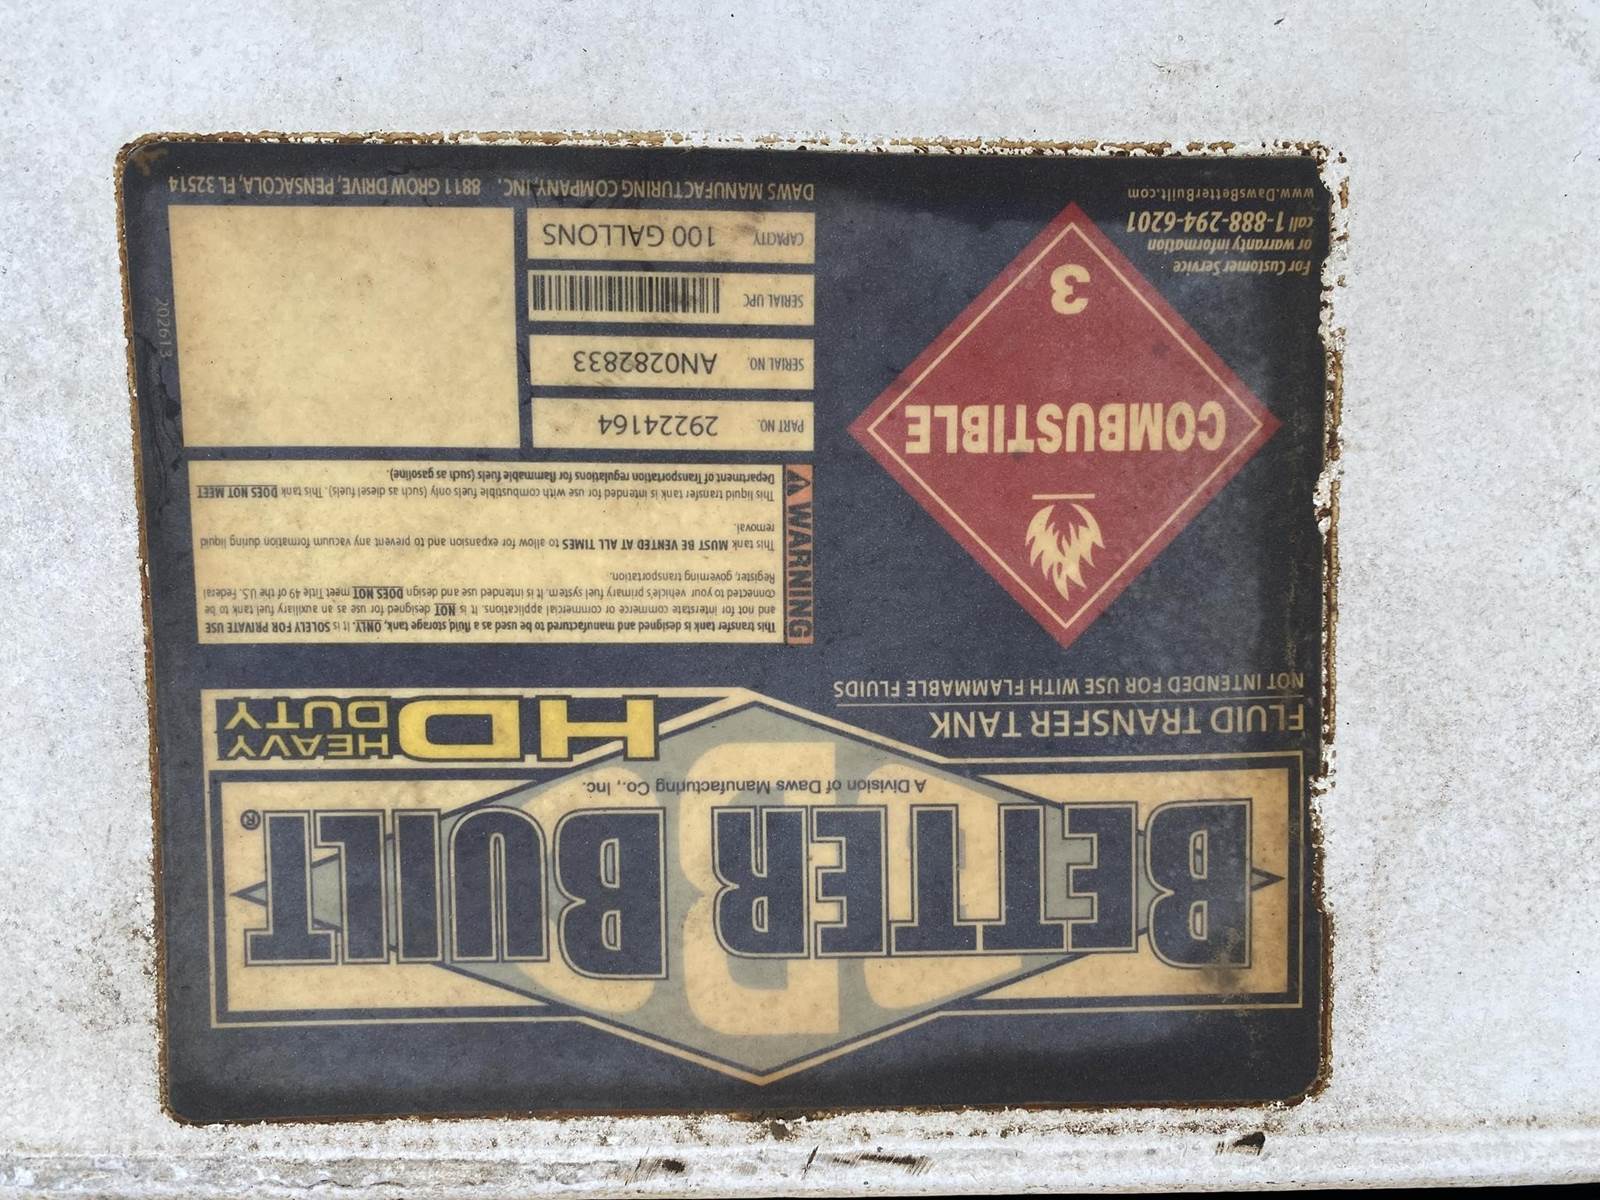 BETTER BUILT®
A Division of Daws Manufacturing Co., Inc.
FLUID TRANSFER TANK
NOT INTENDED FOR USE WITH FLAMMABLE FLUIDS
HD HEAVY
DUTY
COMBUSTIBLE
3
For Customer Service
or warranty information
call 1-888-294-6201
www.DawsBetterBuilt.com
WARNING
This transfer tank is designed and manufactured to be used as a fluid storage tank, ONLY. It is SOLELY FOR PRIVATE USE
and not for interstate commerce or commercial applications. It is NOT designed for use as an auxiliary fuel tank to be
connected to your vehicle's primary fuel system. It is intended use and design DOES NOT meet Title 49 of the U.S. Federal
Register, governing transportation.
This tank MUST BE VENTED AT ALL TIMES to allow for expansion and to prevent any vacuum formation during liquid
removal.
This liquid transfer tank is intended for use with combustible fuels only (such as diesel fuels). This tank DOES NOT MEET
Department of Transportation regulations for flammable fuels (such as gasoline).
PART NO. 29224164
SERIAL NO. AN0282833
SERIAL UPC
CAPACITY 100 GALLONS
DAWS MANUFACTURING COMPANY, INC. 8811 GROW DRIVE, PENSACOLA, FL 32514
202613